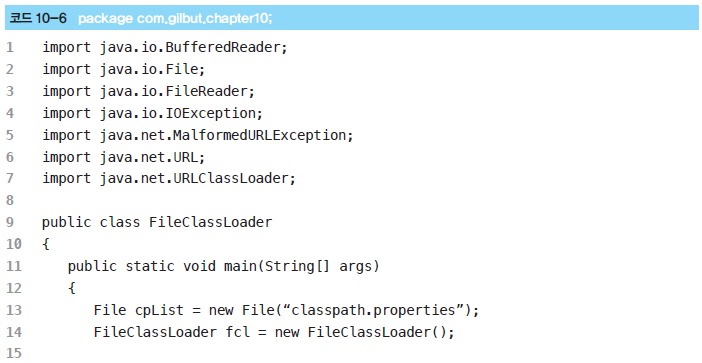 코드 10-6 package com.gilbut.chapter10;
1 import java.io.BufferedReader;
2 import java.io.File;
3 import java.io.FileReader;
4 import java.io.IOException;
5 import java.net.MalformedURLException;
6 import java.net.URL;
7 import java.net.URLClassLoader;
8
9 public class FileClassLoader
10 {
11 public static void main(String[] args)
12 {
13 File cpList = new File(“classpath.properties”);
14 FileClassLoader fcl = new FileClassLoader();
15